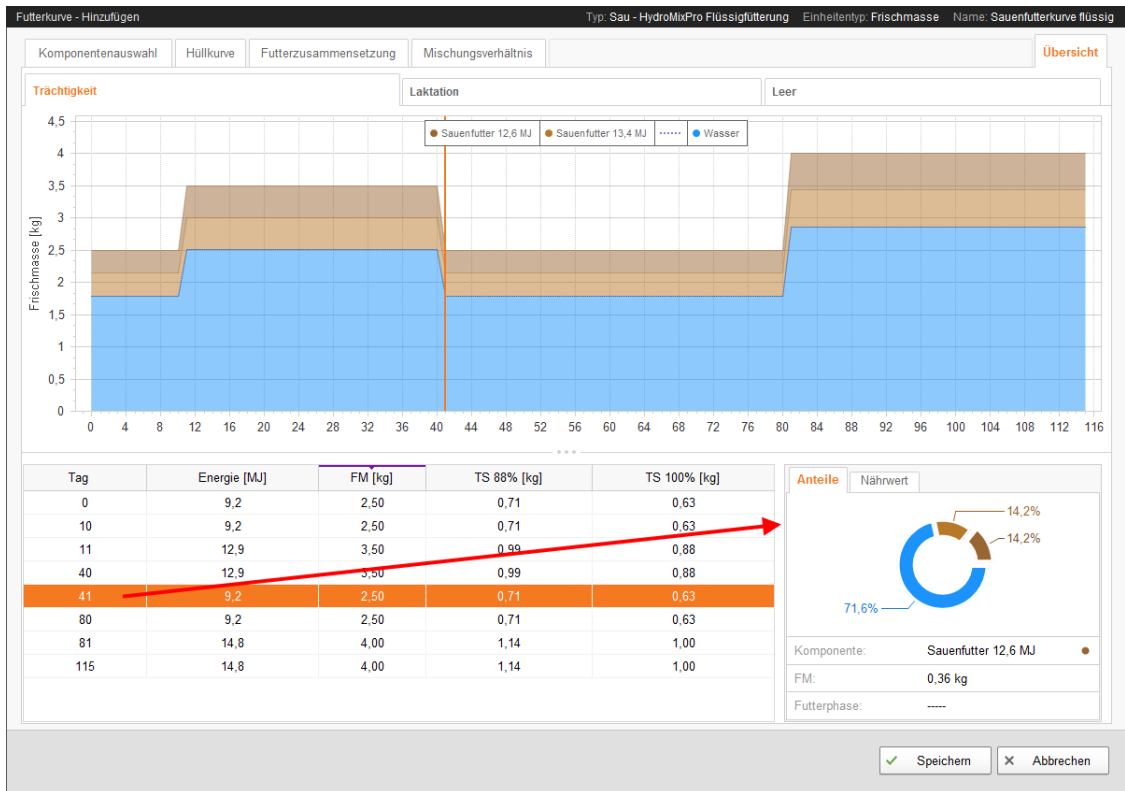 Futterkurve - Hinzufügen Typ: Sau - HydroMixPro Flüssigfütterung Einheitentyp: Frischmasse Name: Sauenfutterkurve flüssig
Komponentenauswahl Hüllkurve Futterzusammensetzung Mischungsverhältnis Übersicht
Trächtigkeit Laktation Leer
Sauenfutter 12,6 MJ Sauenfutter 13,4 MJ Wasser
Frischmasse [kg]
4,5
4
3,5
3
2,5
2
1,5
1
0,5
0
0 4 8 12 16 20 24 28 32 36 40 44 48 52 56 60 64 68 72 76 80 84 88 92 96 100 104 108 112 116
Tag Energie [MJ] FM [kg] TS 88% [kg] TS 100% [kg]
0 9,2 2,50 0,71 0,63
10 9,2 2,50 0,71 0,63
11 12,9 3,50 0,99 0,88
40 12,9 3,50 0,99 0,88
41 9,2 2,50 0,71 0,63
80 9,2 2,50 0,71 0,63
81 14,8 4,00 1,14 1,00
115 14,8 4,00 1,14 1,00
Anteile Nährwert
14,2%
14,2%
71,6%
Komponente: Sauenfutter 12,6 MJ
FM: 0,36 kg
Futterphase: -----
Speichern Abbrechen